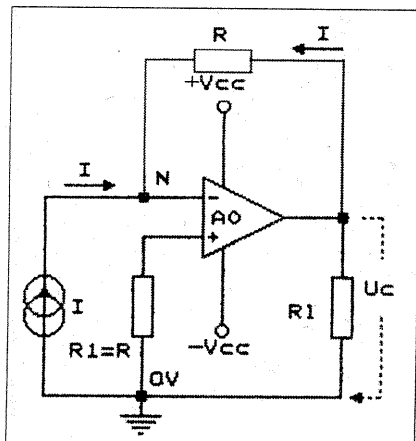 R
I
+Vcc
I
N
-
AO
+
I
R1=R
-Vcc
R1
Uc
0V